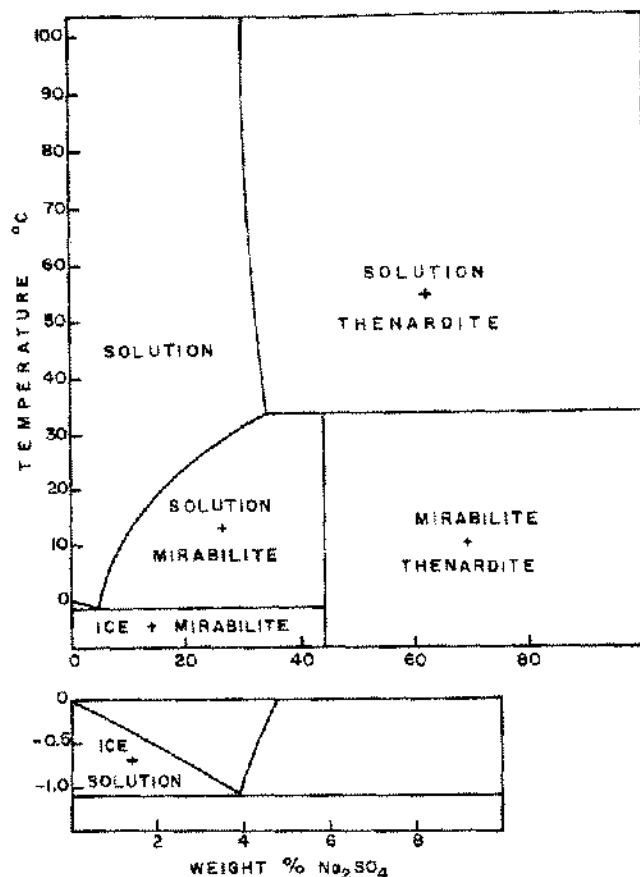 100
90
80
70
60
50
40
30
20
10
0
TEMPERATURE °C
SOLUTION
SOLUTION
+
THENARDITE
SOLUTION
+
MIRABILITE
MIRABILITE
+
THENARDITE
ICE + MIRABILITE
0 20 40 60 80
0
-0.5
-1.0
ICE
+
SOLUTION
2 4 6 8
WEIGHT % Na2SO4